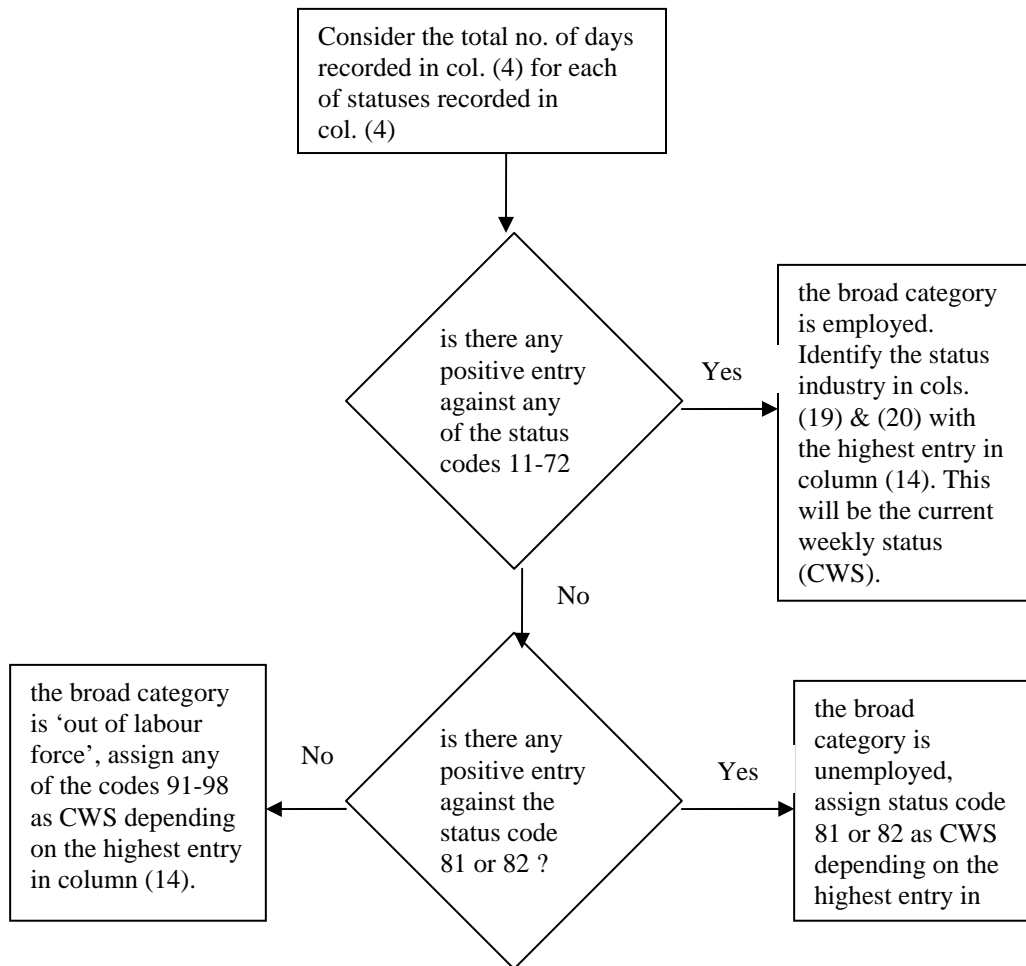 Consider the total no. of days
recorded in col. (4) for each
of statuses recorded in
col. (4)
is there any
positive entry
against any
of the status
codes 11-72
Yes
the broad category
is employed.
Identify the status
industry in cols.
(19) & (20) with
the highest entry in
column (14). This
will be the current
weekly status
(CWS).
No
is there any
positive entry
against the
status code
81 or 82 ?
No
the broad category
is ‘out of labour
force’, assign any
of the codes 91-98
as CWS depending
on the highest entry
in column (14).
Yes
the broad
category is
unemployed,
assign status code
81 or 82 as CWS
depending on the
highest entry in